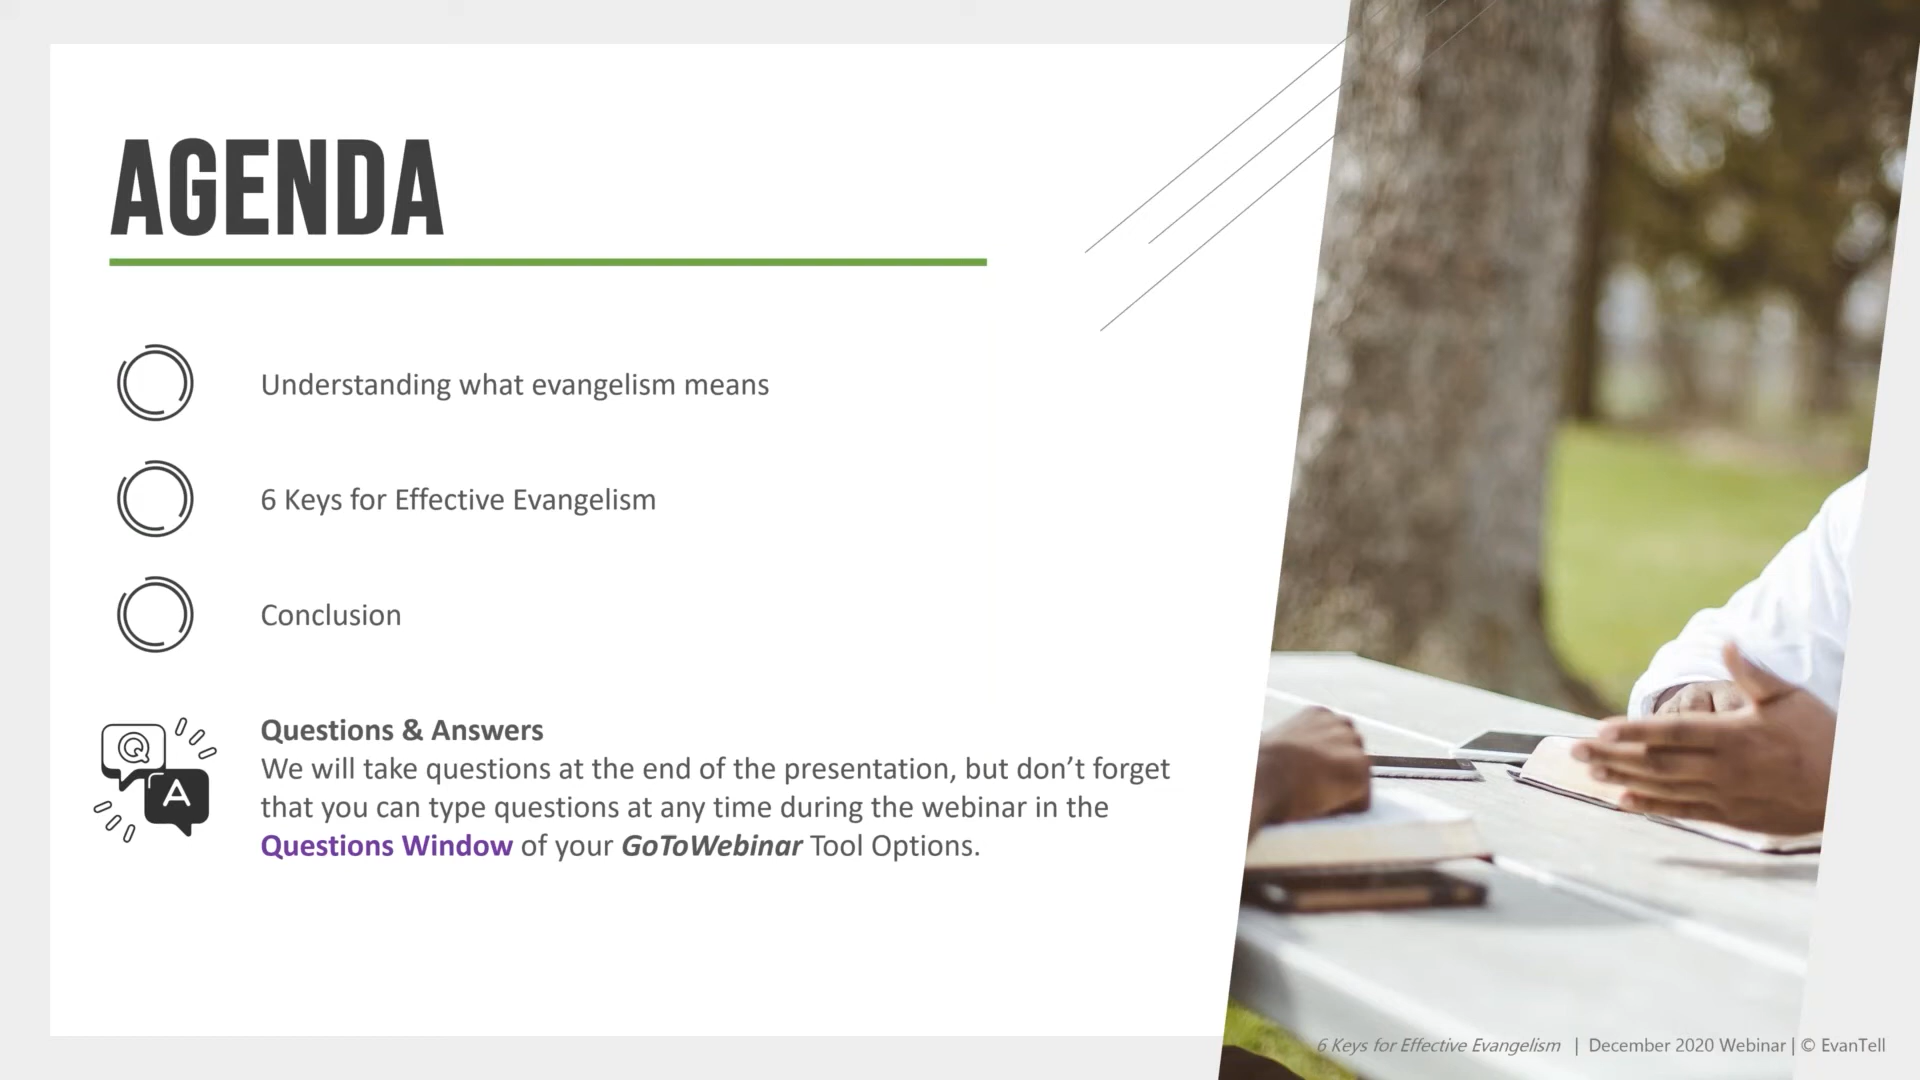 AGENDA
Understanding what evangelism means
6 Keys for Effective Evangelism
Conclusion
Q
A
Questions & Answers
We will take questions at the end of the presentation, but don’t forget
that you can type questions at any time during the webinar in the
Questions Window of your GoToWebinar Tool Options.
6 Keys for Effective Evangelism | December 2020 Webinar | © EvanTell